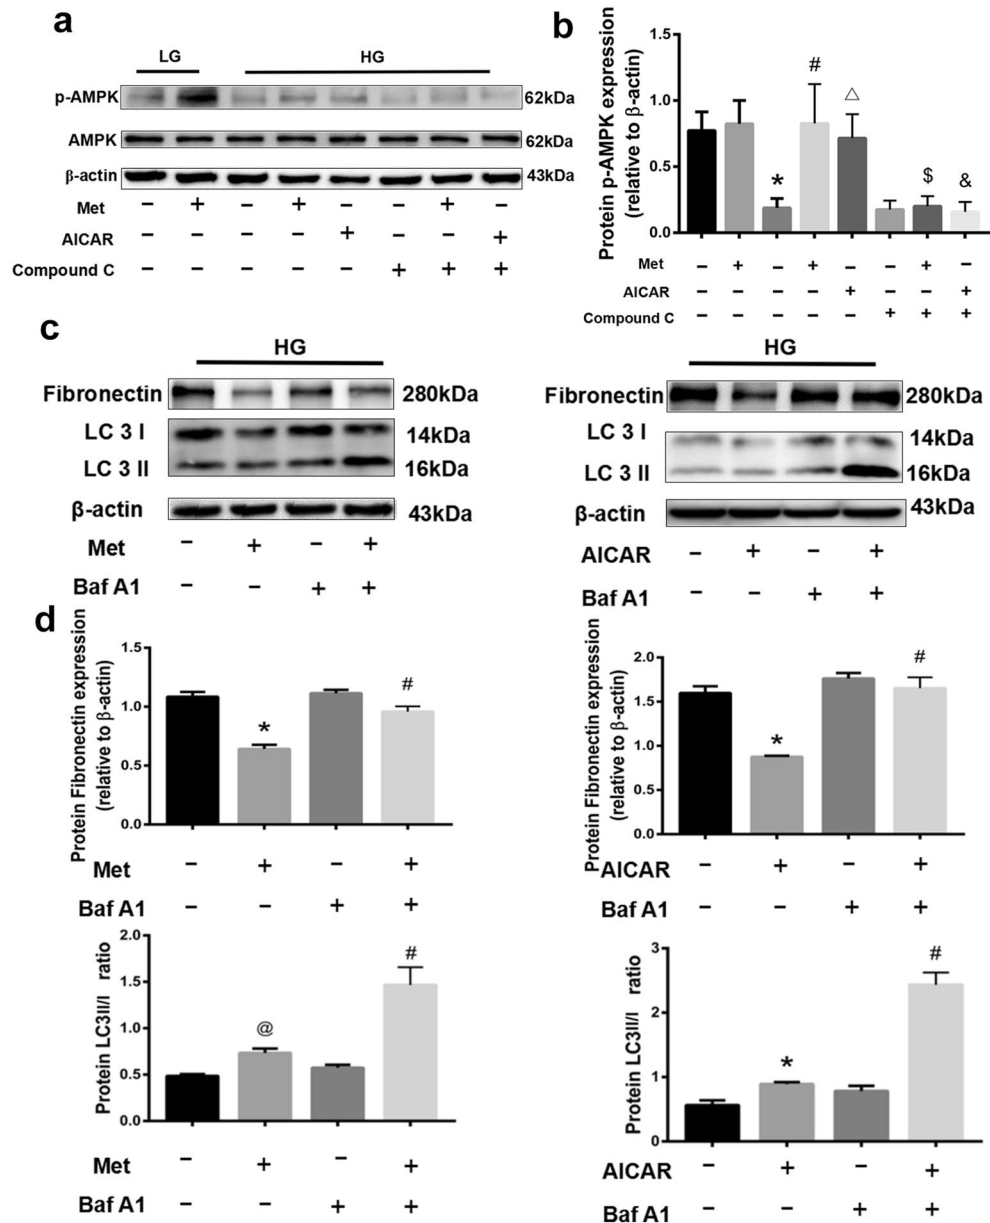 a
LG HG
p-AMPK 62kDa
AMPK 62kDa
β-actin 43kDa
Met − + − + − − + −
AICAR − − − − + − − +
Compound C − − − − − + + +
b
Protein p-AMPK expression
(relative to β-actin)
1.5
1.0
0.5
0.0
* # △ $ &
Met − + − + − − + −
AICAR − − − − + − − +
Compound C − − − − − + + +
c
HG
Fibronectin 280kDa
LC 3 I 14kDa
LC 3 II 16kDa
β-actin 43kDa
Met − + − +
Baf A1 − − + +
HG
Fibronectin 280kDa
LC 3 I 14kDa
LC 3 II 16kDa
β-actin 43kDa
AICAR − + − +
Baf A1 − − + +
d
Protein Fibronectin expression
(relative to β-actin)
1.5
1.0
0.5
0.0
* #
Met − + − +
Baf A1 − − + +
Protein Fibronectin expression
(relative to β-actin)
2.0
1.5
1.0
0.5
0.0
* #
AICAR − + − +
Baf A1 − − + +
Protein LC3II/I ratio
2.0
1.5
1.0
0.5
0.0
@ #
Met − + − +
Baf A1 − − + +
Protein LC3II/I ratio
3
2
1
0
* #
AICAR − + − +
Baf A1 − − + +